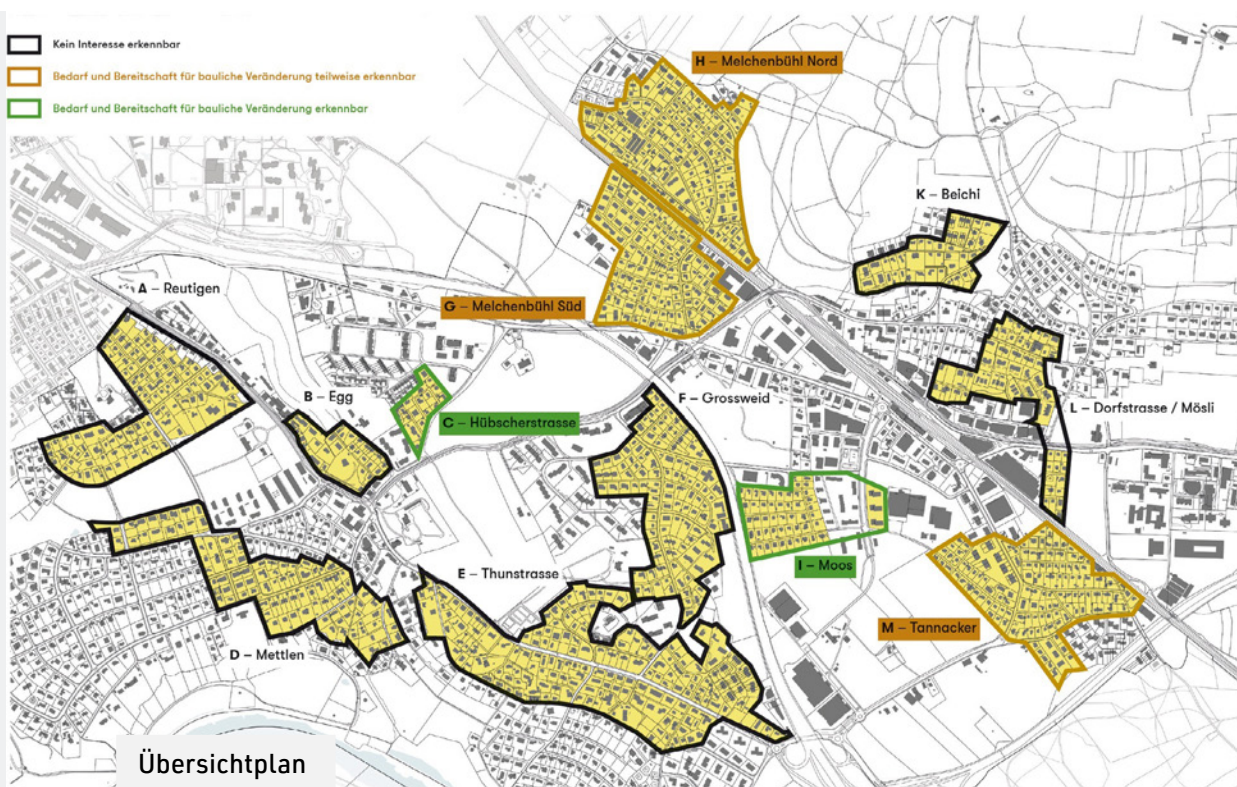 Kein Interesse erkennbar
Bedarf und Bereitschaft für bauliche Veränderung teilweise erkennbar
Bedarf und Bereitschaft für bauliche Veränderung erkennbar
H – Melchenbühl Nord
K – Beichi
A – Reutigen
G – Melchenbühl Süd
B – Egg
F – Grossweid
C – Hübscherstrasse
L – Dorfstrasse / Mösli
E – Thunstrasse
I – Moos
M – Tannacker
D – Mettlen
Übersichtplan